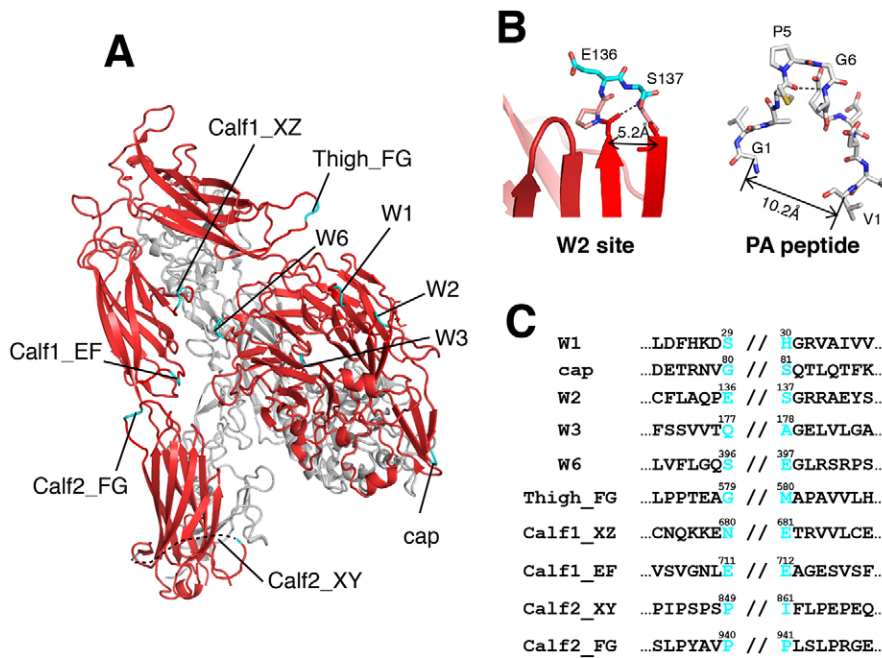 A
Calf1_XZ
Thigh_FG
W1
W6
W2
W3
Calf1_EF
Calf2_FG
cap
Calf2_XY
B
E136
S137
5.2Å
W2 site
P5
G6
G1
10.2Å
V1
PA peptide
C
29 30
W1 …LDFHKDS // HGRVAIVV…
80 81
cap …DETRNVG // SQTLQTFK…
136 137
W2 …CFLAQPE // SGRRAEYS…
177 178
W3 …FSSVVTQ // AGELVLGA…
396 397
W6 …LVFLGQS // EGLRSRPS…
579 580
Thigh_FG …LPPTEAG // MAPAVVLH…
680 681
Calf1_XZ …CNQKKEN // ETRVVLCE…
711 712
Calf1_EF …VSVGNLE // EAGESVSF…
849 861
Calf2_XY …PIPSPSP // IFLPEPEQ…
940 941
Calf2_FG …SLPYAVP // PLSLPRGE…